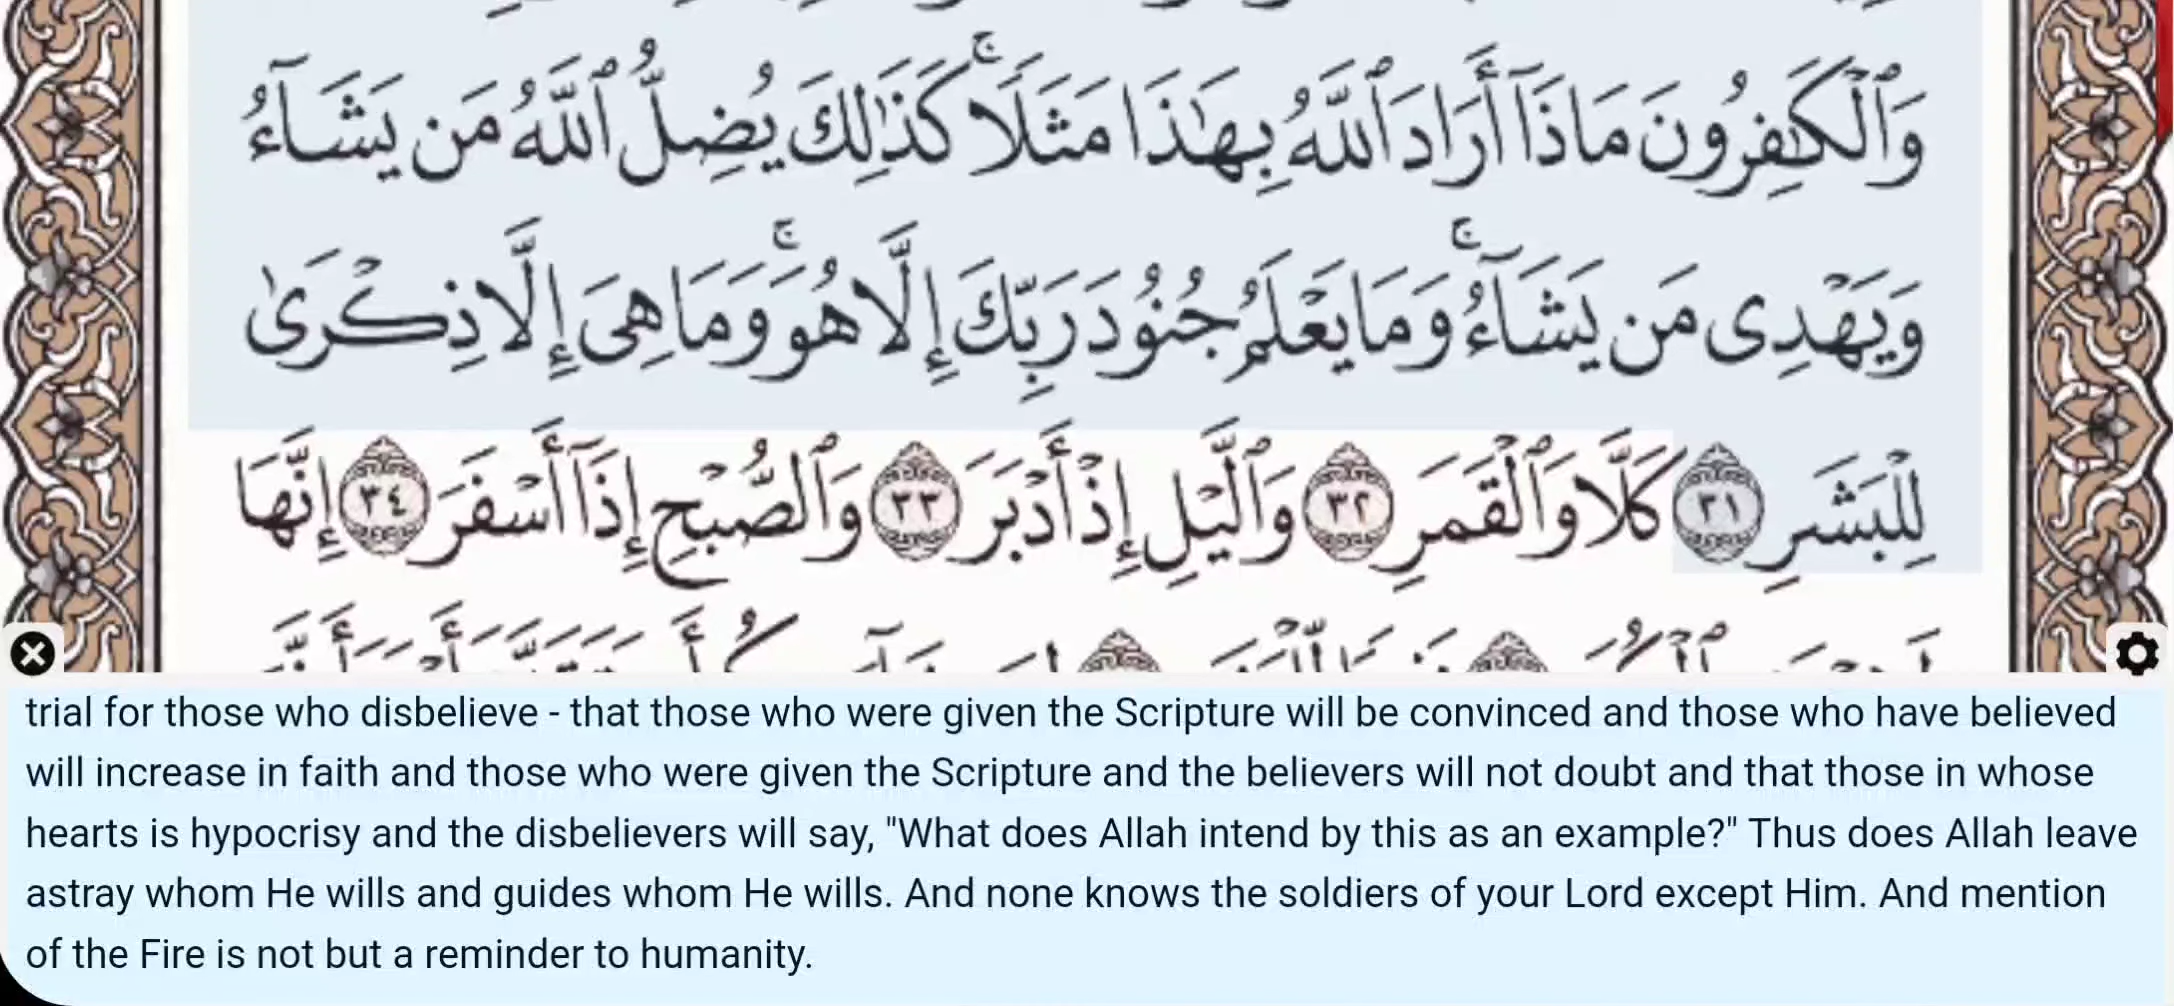 وَٱلْكَٰفِرُونَ مَاذَآ أَرَادَ ٱللَّهُ بِهَٰذَا مَثَلًا ۚ كَذَٰلِكَ يُضِلُّ ٱللَّهُ مَن يَشَآءُ
وَيَهْدِى مَن يَشَآءُ ۚ وَمَا يَعْلَمُ جُنُودَ رَبِّكَ إِلَّا هُوَ ۚ وَمَا هِىَ إِلَّا ذِكْرَىٰ
لِلْبَشَرِ ٣١ كَلَّا وَٱلْقَمَرِ ٣٢ وَٱلَّيْلِ إِذْ أَدْبَرَ ٣٣ وَٱلصُّبْحِ إِذَآ أَسْفَرَ ٣٤ إِنَّهَا
trial for those who disbelieve - that those who were given the Scripture will be convinced and those who have believed
will increase in faith and those who were given the Scripture and the believers will not doubt and that those in whose
hearts is hypocrisy and the disbelievers will say, "What does Allah intend by this as an example?" Thus does Allah leave
astray whom He wills and guides whom He wills. And none knows the soldiers of your Lord except Him. And mention
of the Fire is not but a reminder to humanity.